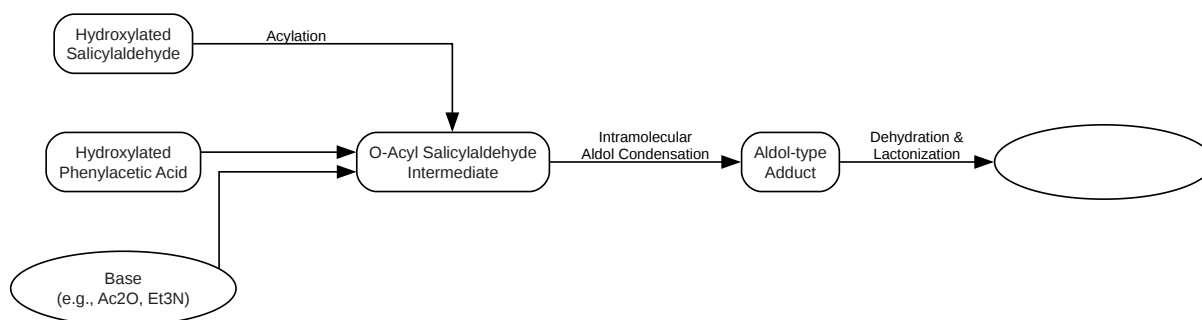 Hydroxylated
Salicylaldehyde
Acylation
Hydroxylated
Phenylacetic Acid
Base
(e.g., Ac2O, Et3N)
O-Acyl Salicylaldehyde
Intermediate
Intramolecular
Aldol Condensation
Aldol-type
Adduct
Dehydration &
Lactonization